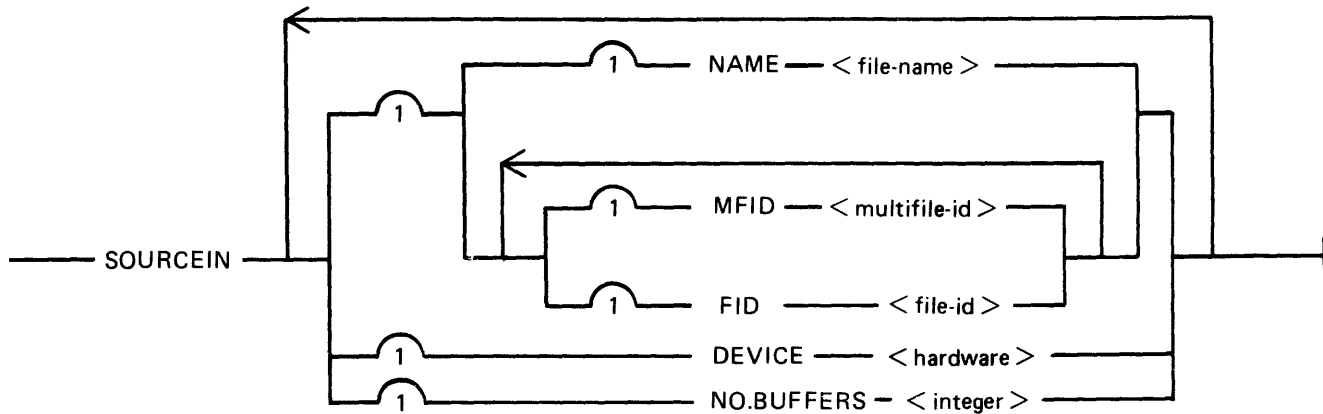 1 NAME < file-name >
1
1 MFID < multifile-id >
SOURCEIN
1 FID < file-id >
1 DEVICE < hardware >
1 NO.BUFFERS < integer >